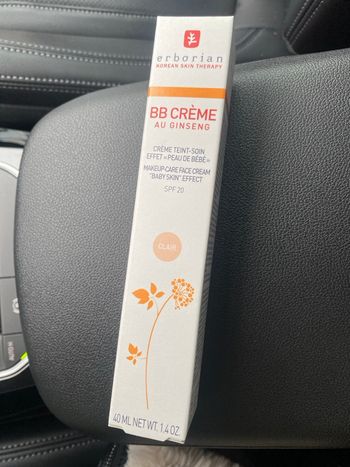 erborian
KOREAN SKIN THERAPY
BB CRÈME
AU GINSENG
CRÈME TEINT-SOIN
EFFET «PEAU DE BÉBÉ»
MAKEUP-CARE FACE CREAM
"BABY SKIN" EFFECT
SPF 20
CLAIR
40 ML NET WT. 1.4 OZ.
AUTO H